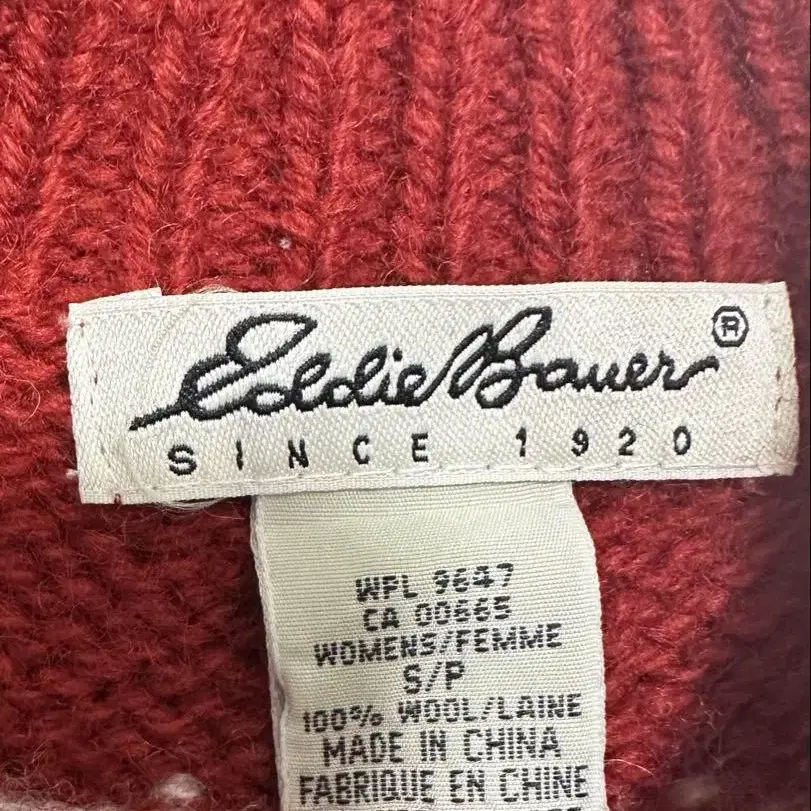 Eddie Bauer ®
SINCE 1920
WPL 9647
CA 00665
WOMENS/FEMME
S/P
100% WOOL/LAINE
MADE IN CHINA
FABRIQUE EN CHINE